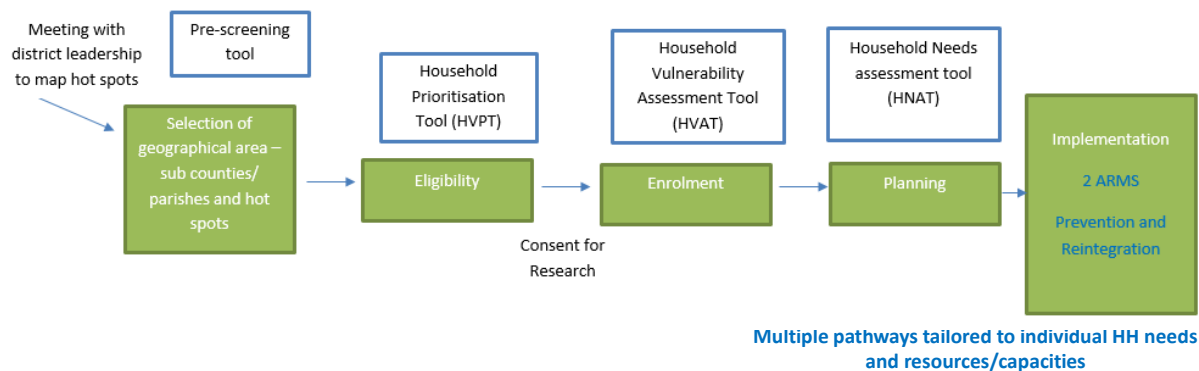 Meeting with
district leadership
to map hot spots
Pre-screening
tool
Selection of
geographical area –
sub counties/
parishes and hot
spots
Household
Prioritisation
Tool (HVPT)
Eligibility
Consent for
Research
Household
Vulnerability
Assessment Tool
(HVAT)
Enrolment
Household Needs
assessment tool
(HNAT)
Planning
Implementation
2 ARMS
Prevention and
Reintegration
Multiple pathways tailored to individual HH needs
and resources/capacities